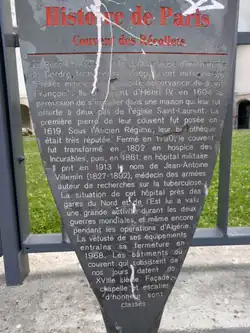 Histoire de Paris
Couvent des Récollets
permission de s'installer dans une maison qui leur fut
offerte à deux pas de l'église Saint-Laurent. La
première pierre de leur couvent fut posée en
1619. Sous l'Ancien Régime, leur bibliothèque
était très réputée. Fermé en 1790, le couvent
fut transformé en 1802 en hospice des
Incurables, puis, en 1861, en hôpital militaire
prit en 1913 le nom de Jean-Antoine
Villemin (1827-1892), médecin des armées,
auteur de recherches sur la tuberculose.
La situation de cet hôpital près des
gares du Nord et de l'Est lui a valu
une grande activité durant les deux
guerres mondiales, et même encore
pendant les opérations d'Algérie.
La vétusté de ses équipements
entraîna sa fermeture en
1968. Les bâtiments du
couvent qui subsistent de
nos jours datent du
XVIIe siècle. Façade,
chapelle et escalier
d'honneur sont
classés